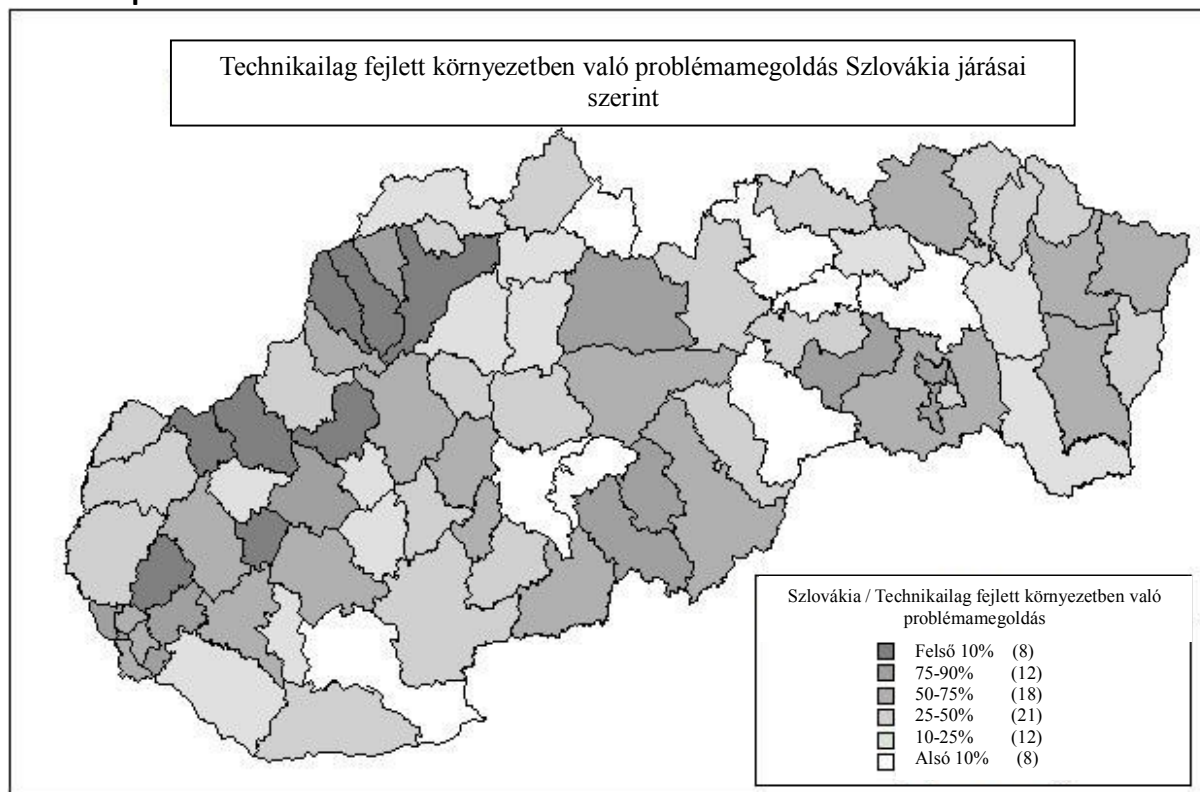 Technikailag fejlett környezetben való problémamegoldás Szlovákia járásai
szerint
Szlovákia / Technikailag fejlett környezetben való
problémamegoldás
Felső 10% (8)
75-90% (12)
50-75% (18)
25-50% (21)
10-25% (12)
Alsó 10% (8)